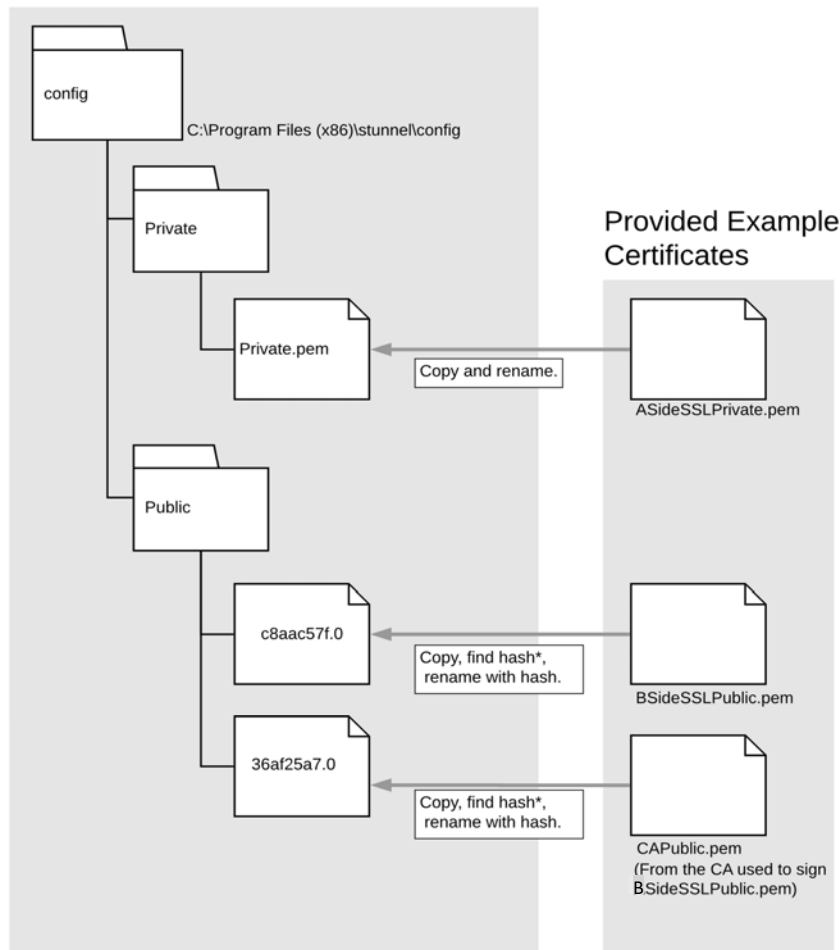 config
C:\Program Files (x86)\stunnel\config
Private
Provided Example
Certificates
Private.pem
Copy and rename.
ASideSSLPrivate.pem
Public
c8aac57f.0
Copy, find hash*,
rename with hash.
BSideSSLPublic.pem
36af25a7.0
Copy, find hash*,
rename with hash.
CAPublic.pem
(From the CA used to sign
BSideSSLPublic.pem)